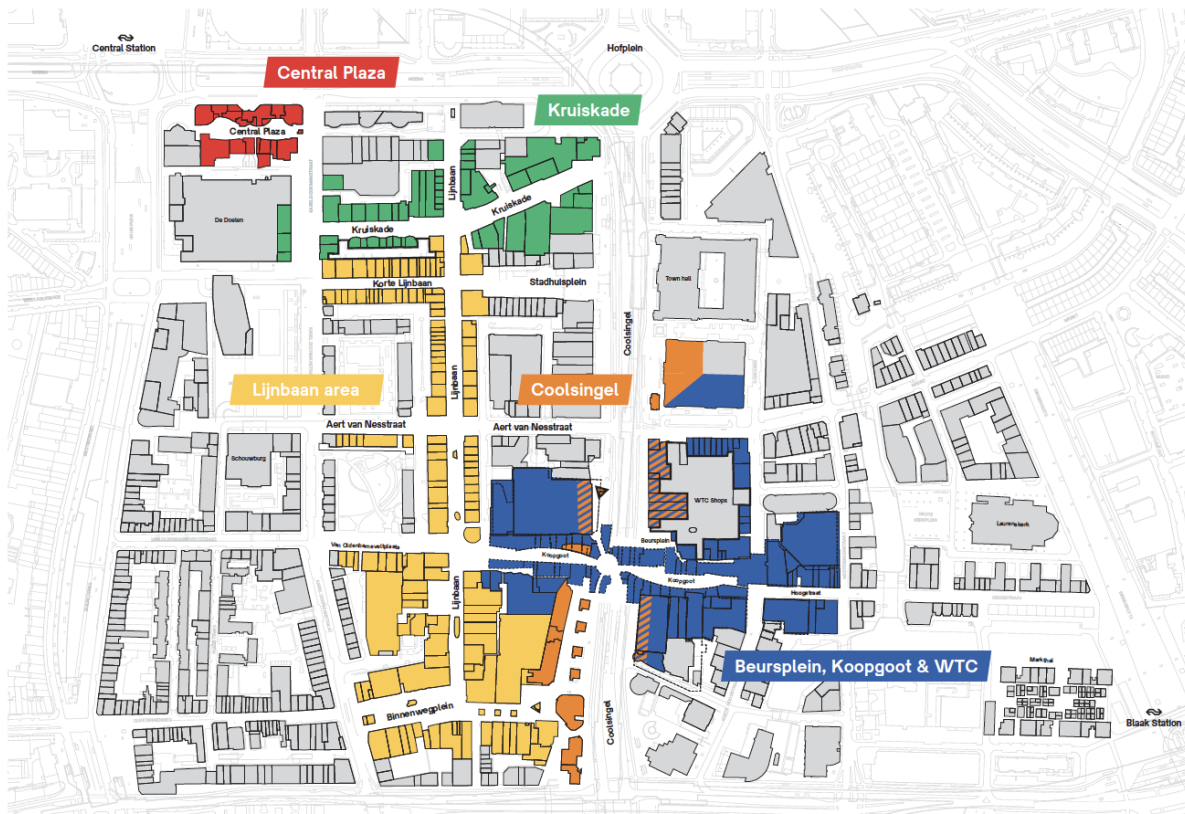 Central Station
Hofplein
Central Plaza
Kruiskade
Central Plaza
Lijnbaan
De Doelen
Kruiskade
Kruiskade
Korte Lijnbaan
Stadhuisplein
Town hall
Coolsingel
Lijnbaan area
Lijnbaan
Coolsingel
Aert van Nesstraat
Aert van Nesstraat
Schouwburg
WTC Shops
Laurenskerk
Van Oldenbarneveltplaats
Beursplein
Koopgoot
Koopgoot
Lijnbaan
Hoogstraat
Beursplein, Koopgoot & WTC
Markthal
Binnenwegplein
Coolsingel
Blaak Station